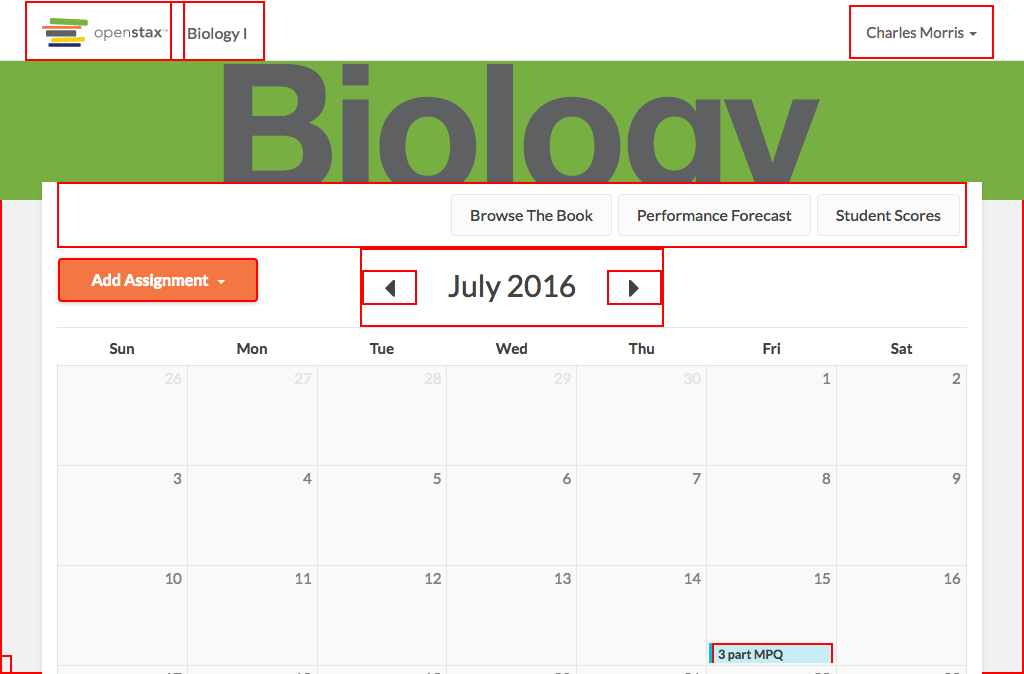 openstax™
Biology I
Charles Morris
Biology
Browse The Book
Performance Forecast
Student Scores
Add Assignment
July 2016
Sun Mon Tue Wed Thu Fri Sat
26 27 28 29 30 1 2
3 4 5 6 7 8 9
10 11 12 13 14 15 16
3 part MPQ